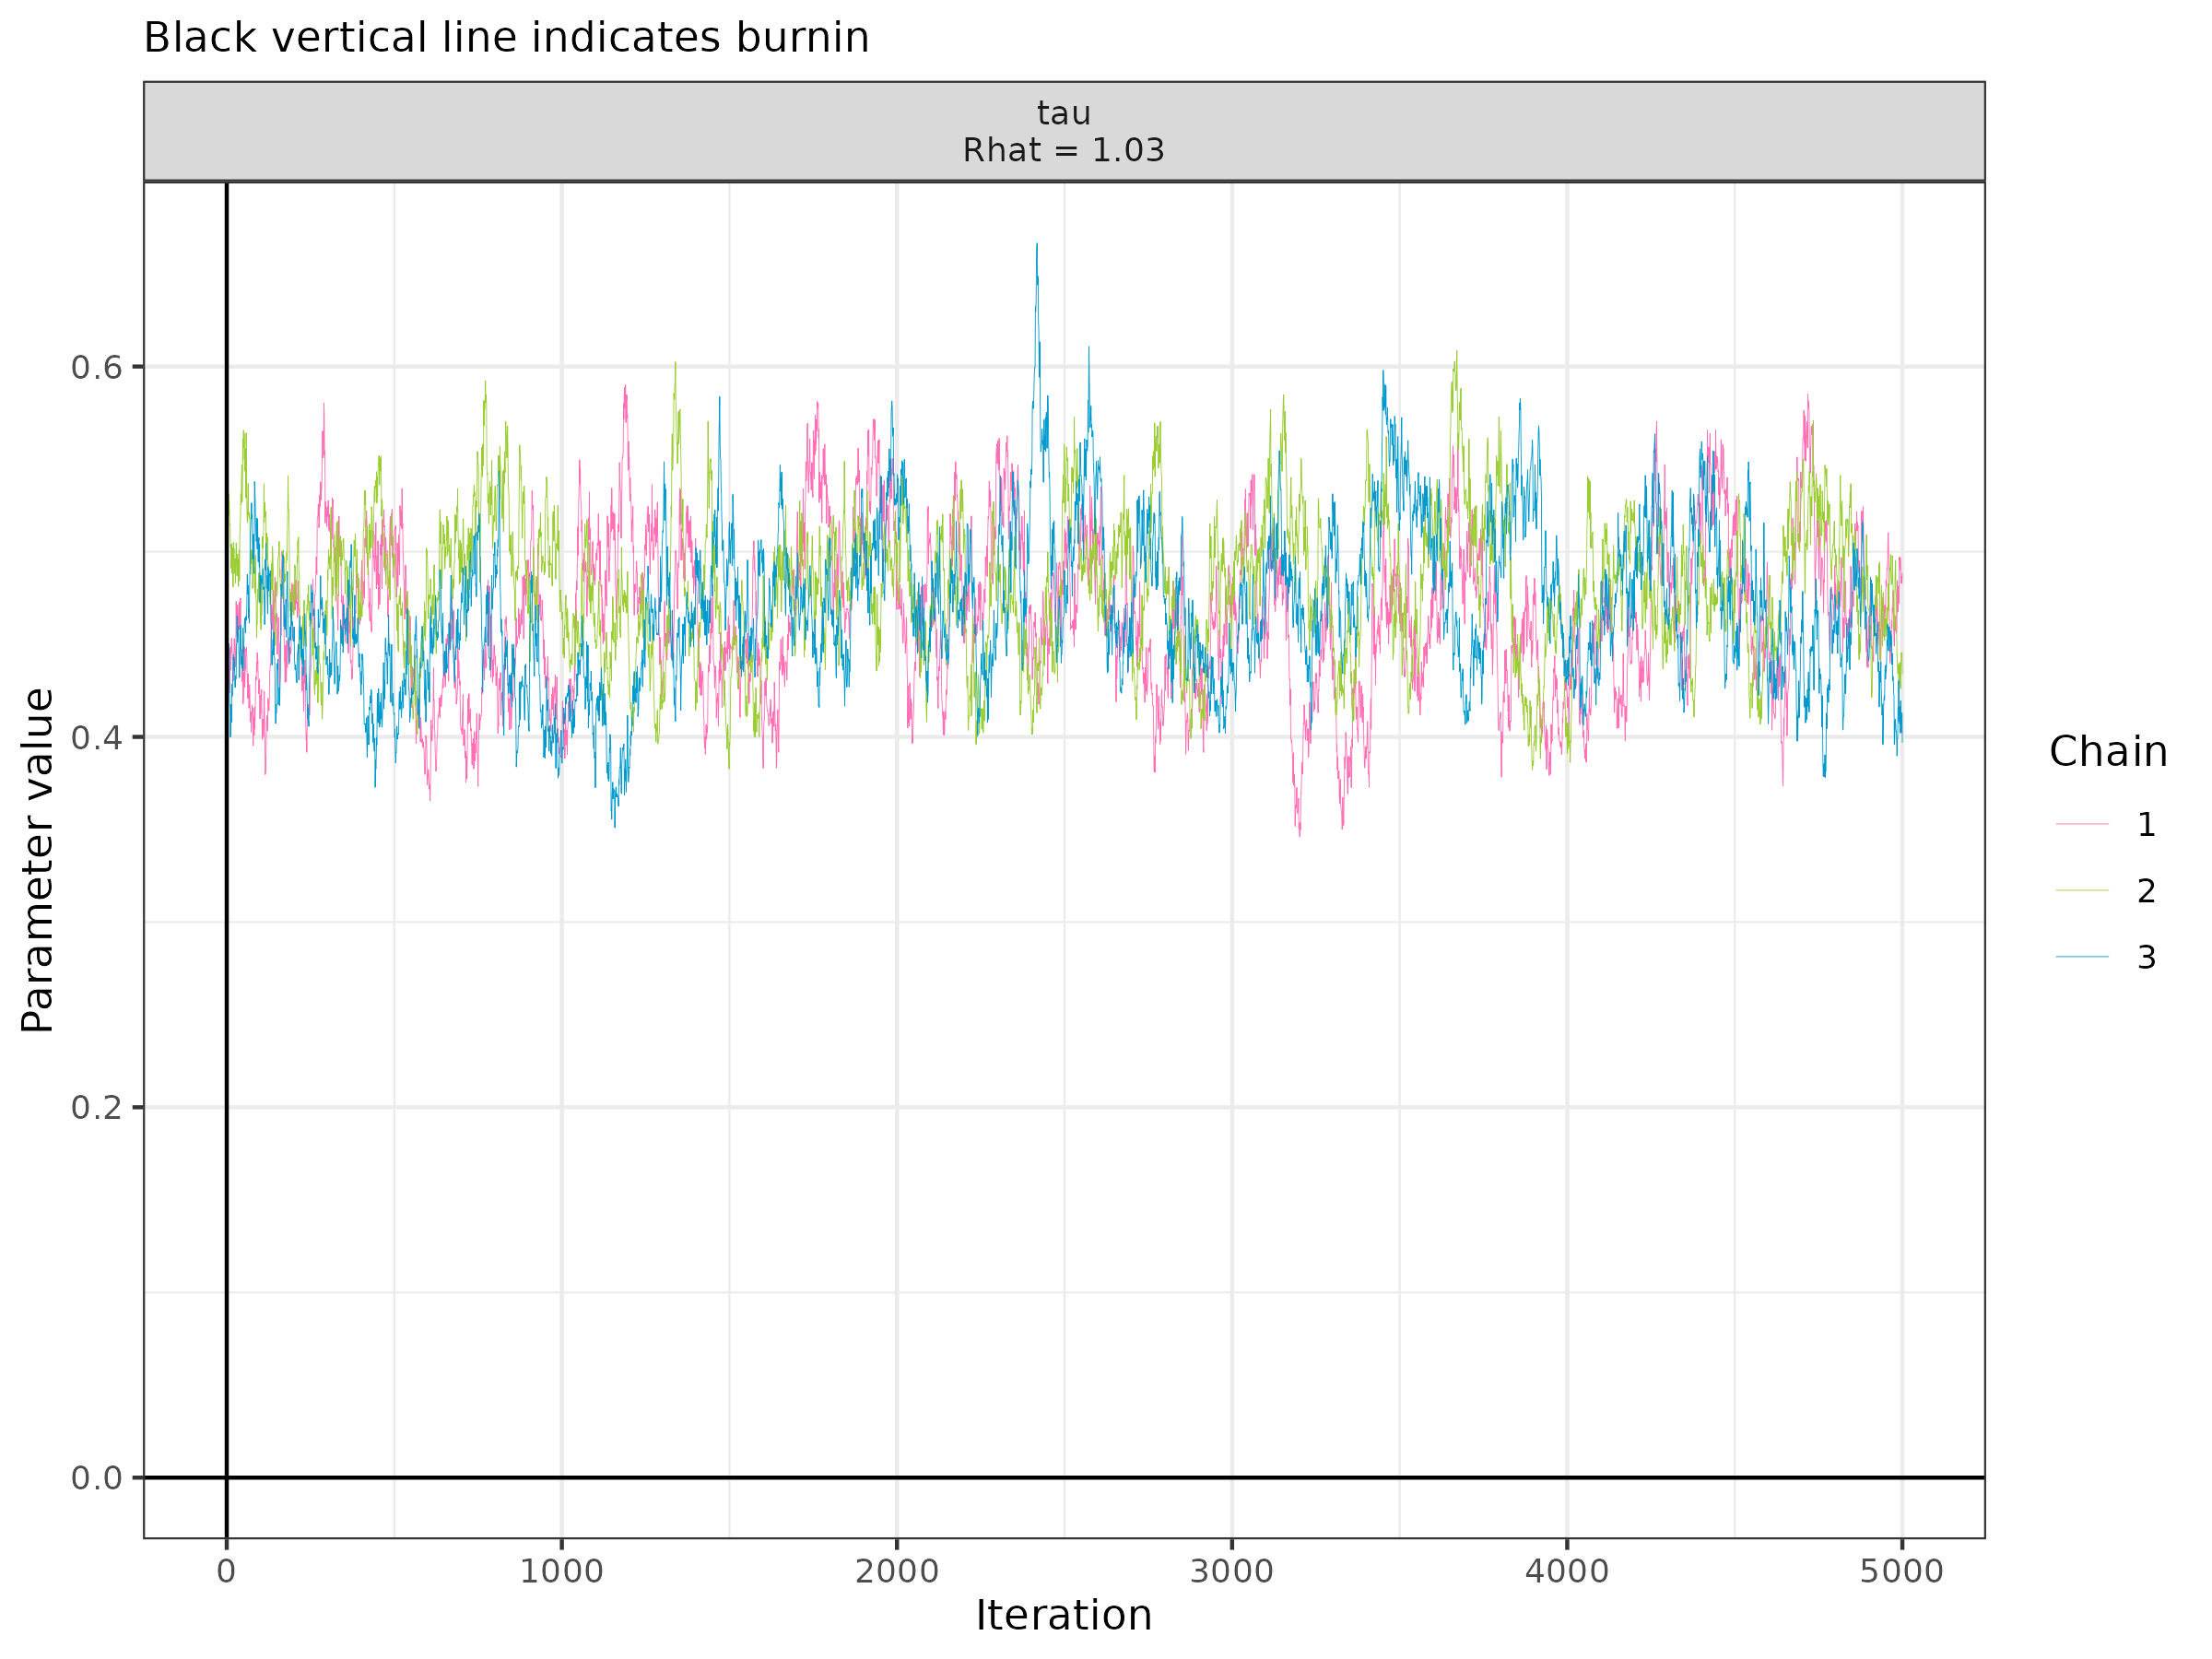 Black vertical line indicates burnin
tau
Rhat = 1.03
Parameter value
0.6
0.4
0.2
0.0
0
1000
2000
3000
4000
5000
Iteration
Chain
1
2
3